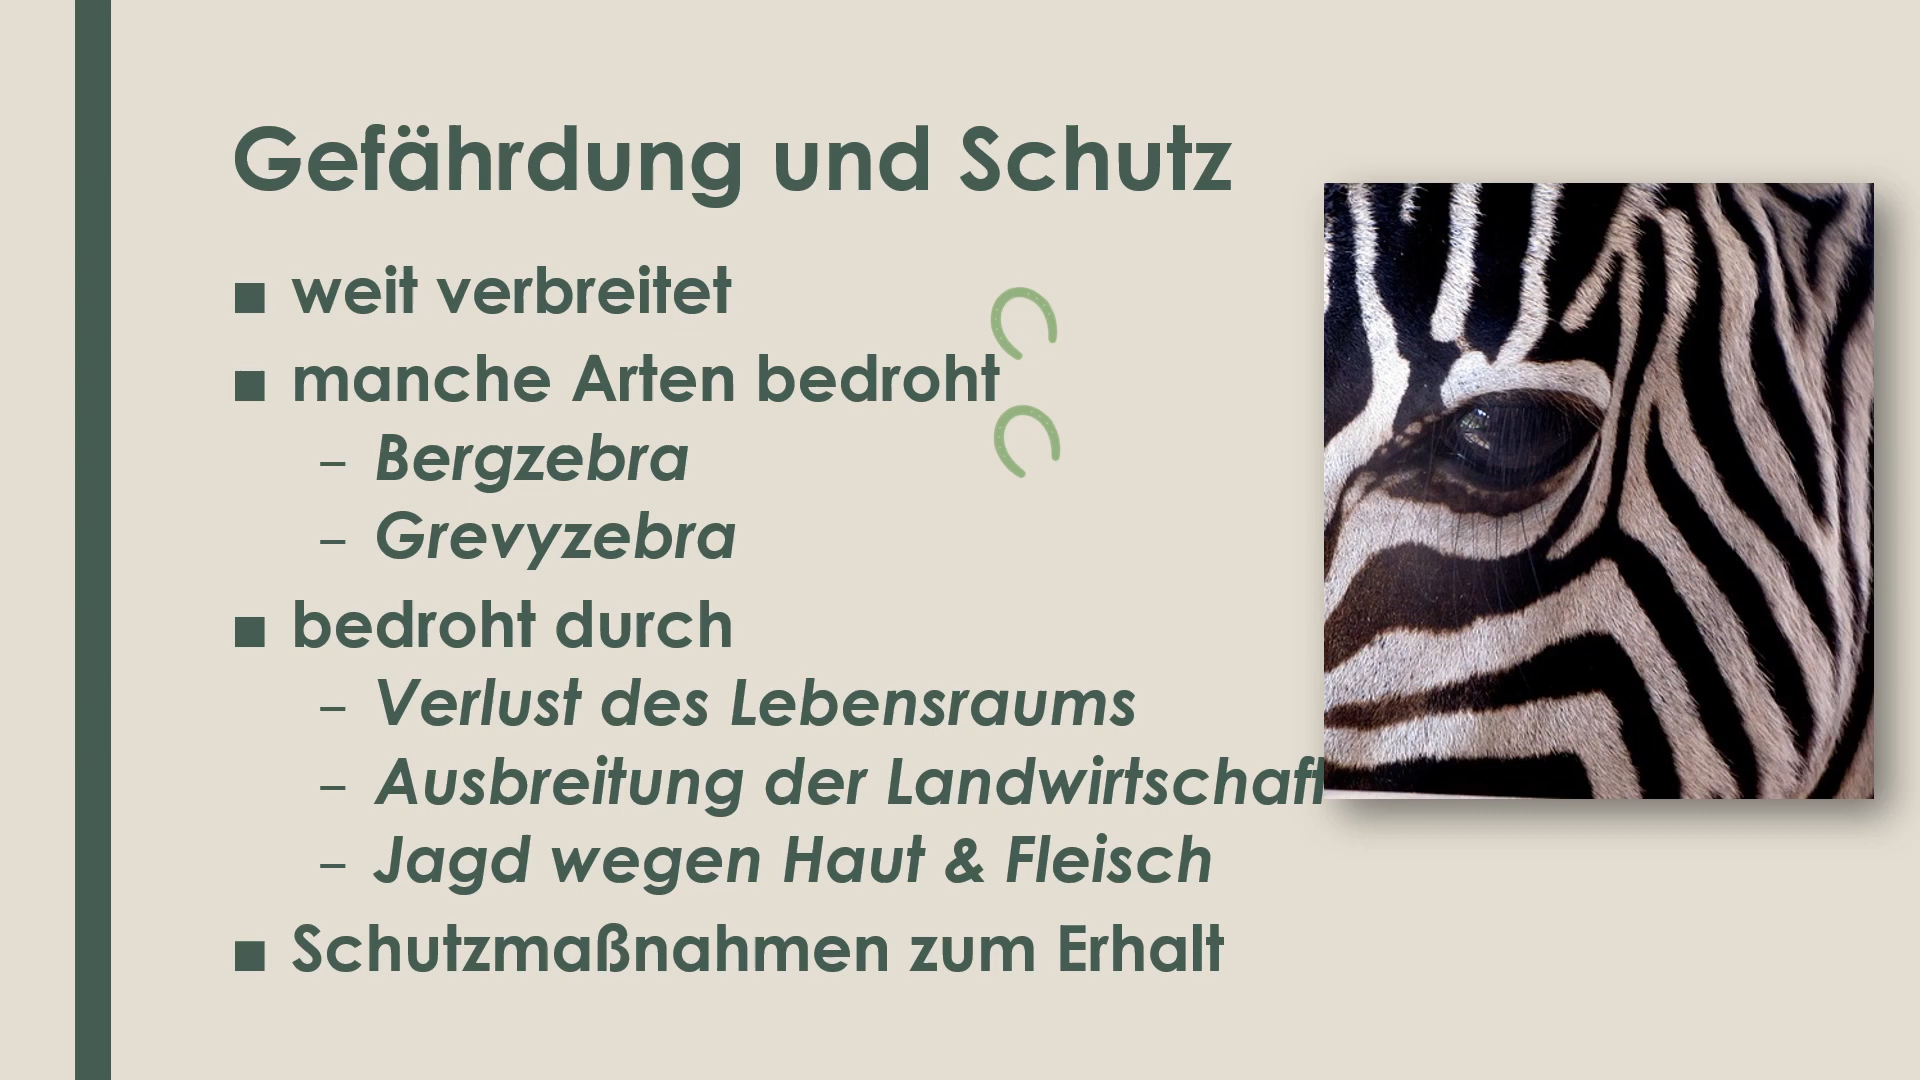 Gefährdung und Schutz
■ weit verbreitet
■ manche Arten bedroht
– Bergzebra
– Grevyzebra
■ bedroht durch
– Verlust des Lebensraums
– Ausbreitung der Landwirtschaft
– Jagd wegen Haut & Fleisch
■ Schutzmaßnahmen zum Erhalt